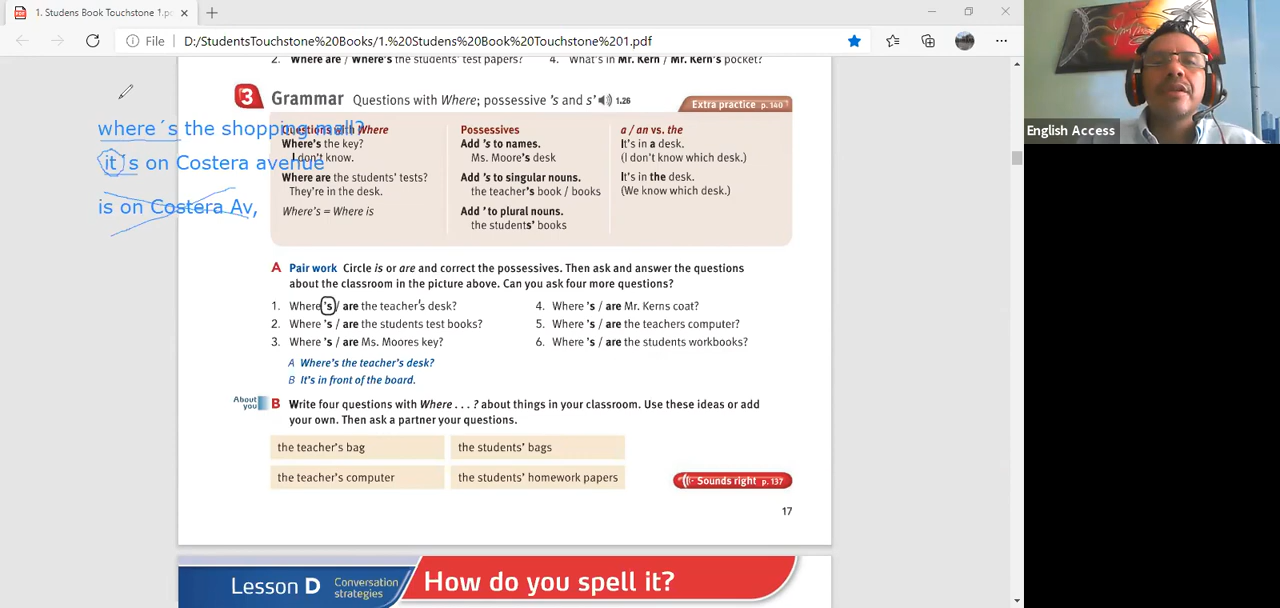 1. Studens Book Touchstone 1.pd
File D:/StudentsTouchstone%20Books/1.%20Studens%20Book%20Touchstone%201.pdf
2. Where are / Where's the students' test papers? 4. What's in Mr. Kern / Mr. Kern's pocket?
3 Grammar Questions with Where; possessive 's and s' 1.26
Extra practice p. 140
where´s the shopping mall?
it´s on Costera avenue
is on Costera Av,
Questions with Where
Where's the key?
I don't know.
Where are the students' tests?
They're in the desk.
Where's = Where is
Possessives
Add 's to names.
Ms. Moore's desk
Add 's to singular nouns.
the teacher's book / books
Add ' to plural nouns.
the students' books
a / an vs. the
It's in a desk.
(I don't know which desk.)
It's in the desk.
(We know which desk.)
A Pair work Circle is or are and correct the possessives. Then ask and answer the questions
about the classroom in the picture above. Can you ask four more questions?
1. Where 's / are the teacher's desk?
2. Where 's / are the students test books?
3. Where 's / are Ms. Moores key?
4. Where 's / are Mr. Kerns coat?
5. Where 's / are the teachers computer?
6. Where 's / are the students workbooks?
A Where's the teacher's desk?
B It's in front of the board.
About you
B Write four questions with Where . . . ? about things in your classroom. Use these ideas or add
your own. Then ask a partner your questions.
the teacher's bag the students' bags
the teacher's computer the students' homework papers
Sounds right p. 137
17
Lesson D Conversation strategies
How do you spell it?
English Access